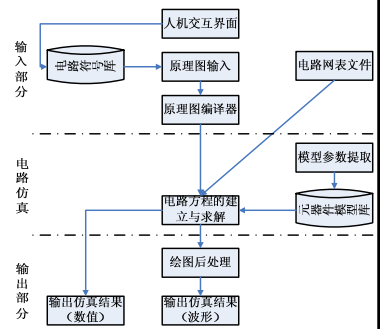 人机交互界面
输入部分
电路符号库
原理图输入
电路网表文件
原理图编译器
电路仿真
模型参数提取
电路方程的建
立与求解
元器件模型库
输出部分
绘图后处理
输出仿真结果
（数值）
输出仿真结果
（波形）